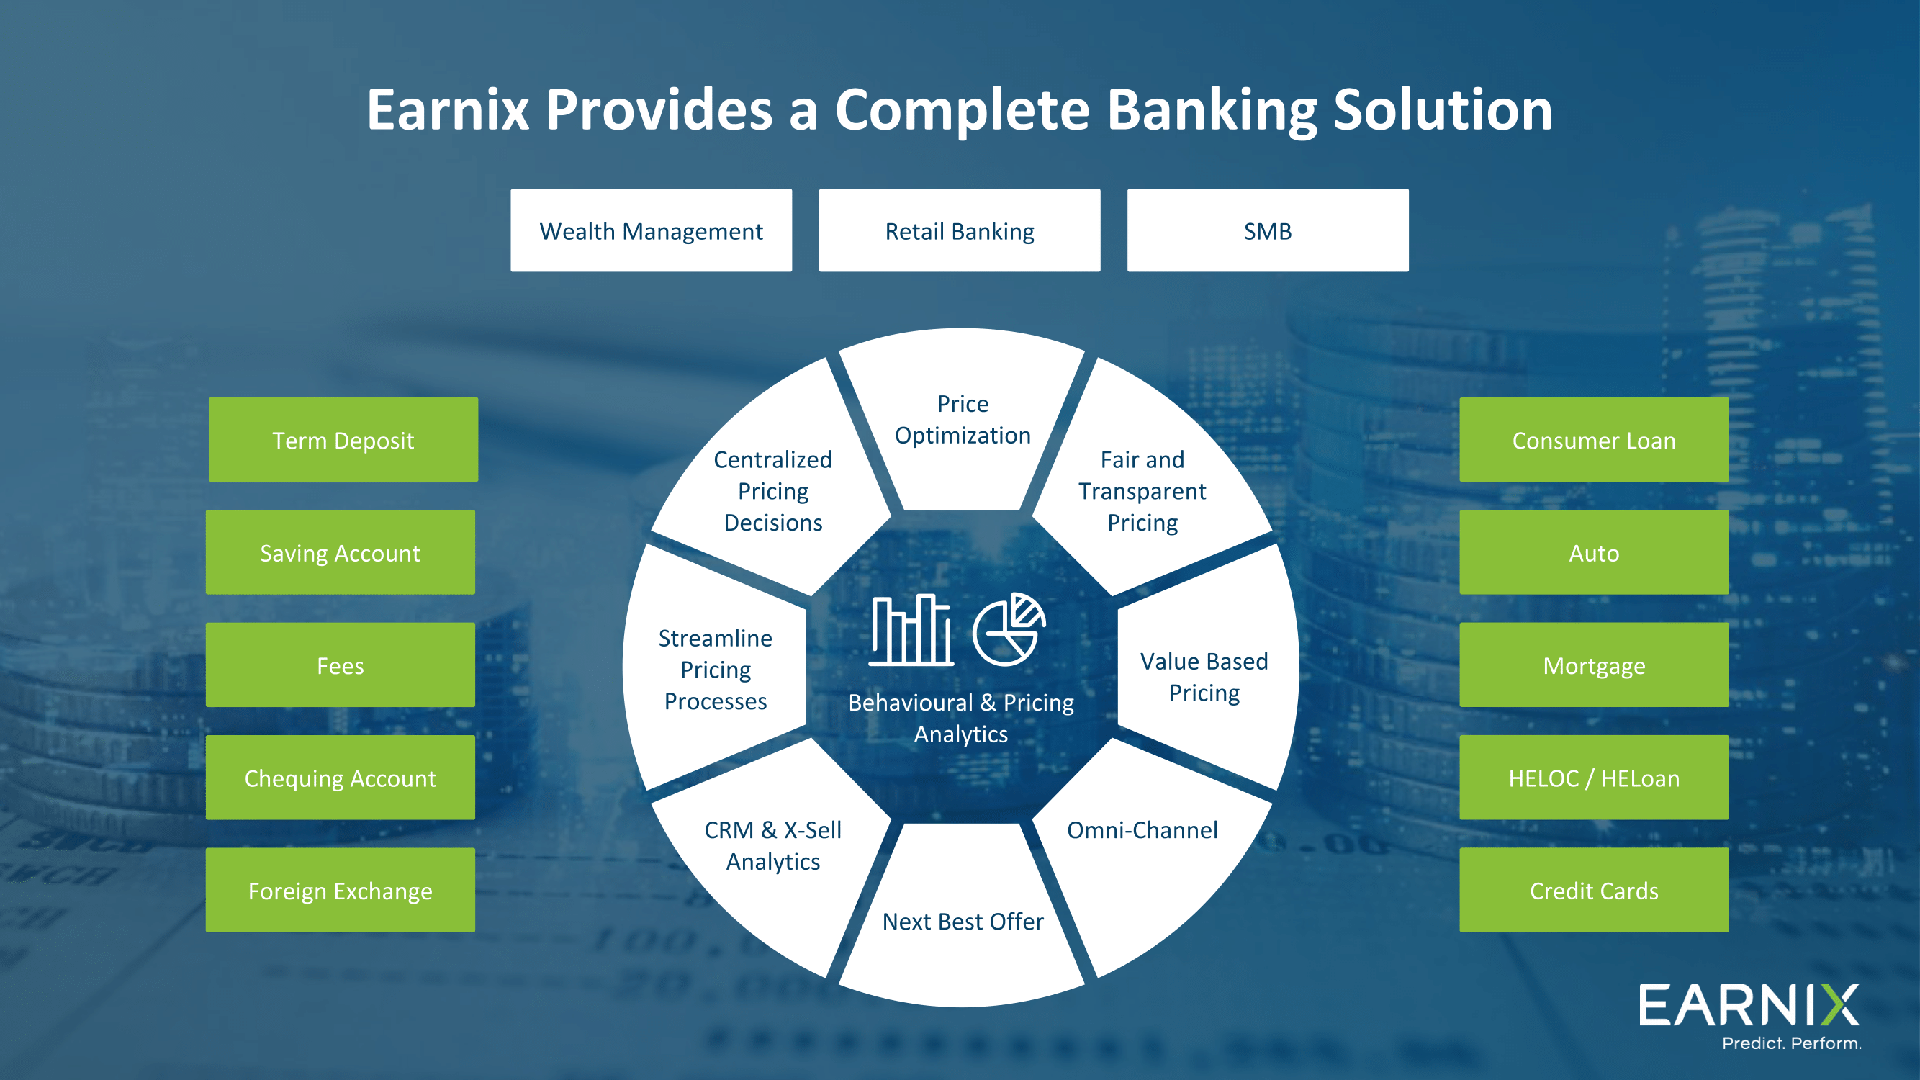 Earnix Provides a Complete Banking Solution
Wealth Management
Retail Banking
SMB
Term Deposit
Saving Account
Fees
Chequing Account
Foreign Exchange
Price
Optimization
Fair and
Transparent
Pricing
Value Based
Pricing
Omni-Channel
Next Best Offer
CRM & X-Sell
Analytics
Streamline
Pricing
Processes
Centralized
Pricing
Decisions
Behavioural & Pricing
Analytics
Consumer Loan
Auto
Mortgage
HELOC / HELoan
Credit Cards
EARNIX
Predict. Perform.